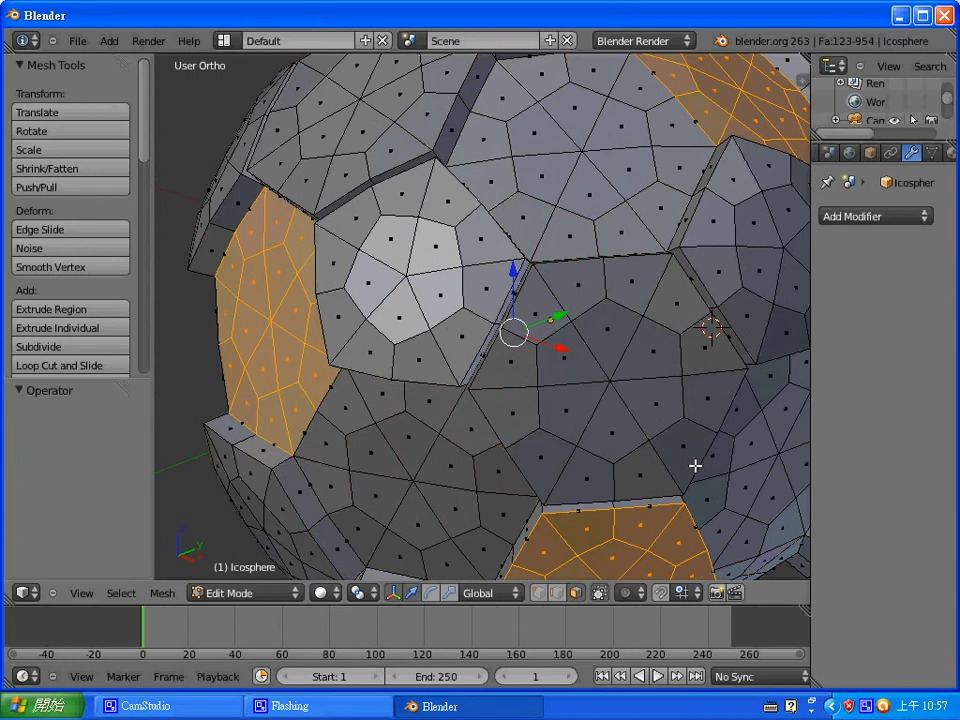 Blender
File Add Render Help Default Scene Blender Render blender.org 263 | Fa:123-954 | Icosphere
Mesh Tools
Transform:
Translate
Rotate
Scale
Shrink/Fatten
Push/Pull
Deform:
Edge Slide
Noise
Smooth Vertex
Add:
Extrude Region
Extrude Individual
Subdivide
Loop Cut and Slide
Operator
User Ortho
(1) Icosphere
View Search
Ren
Wor
Can
Icospher
Add Modifier
View Select Mesh Edit Mode Global
-40 -20 0 20 40 60 80 100 120 140 160 180 200 220 240 260
View Marker Frame Playback Start: 1 End: 250 1 No Sync
開始 CamStudio Flashing Blender 上午 10:57